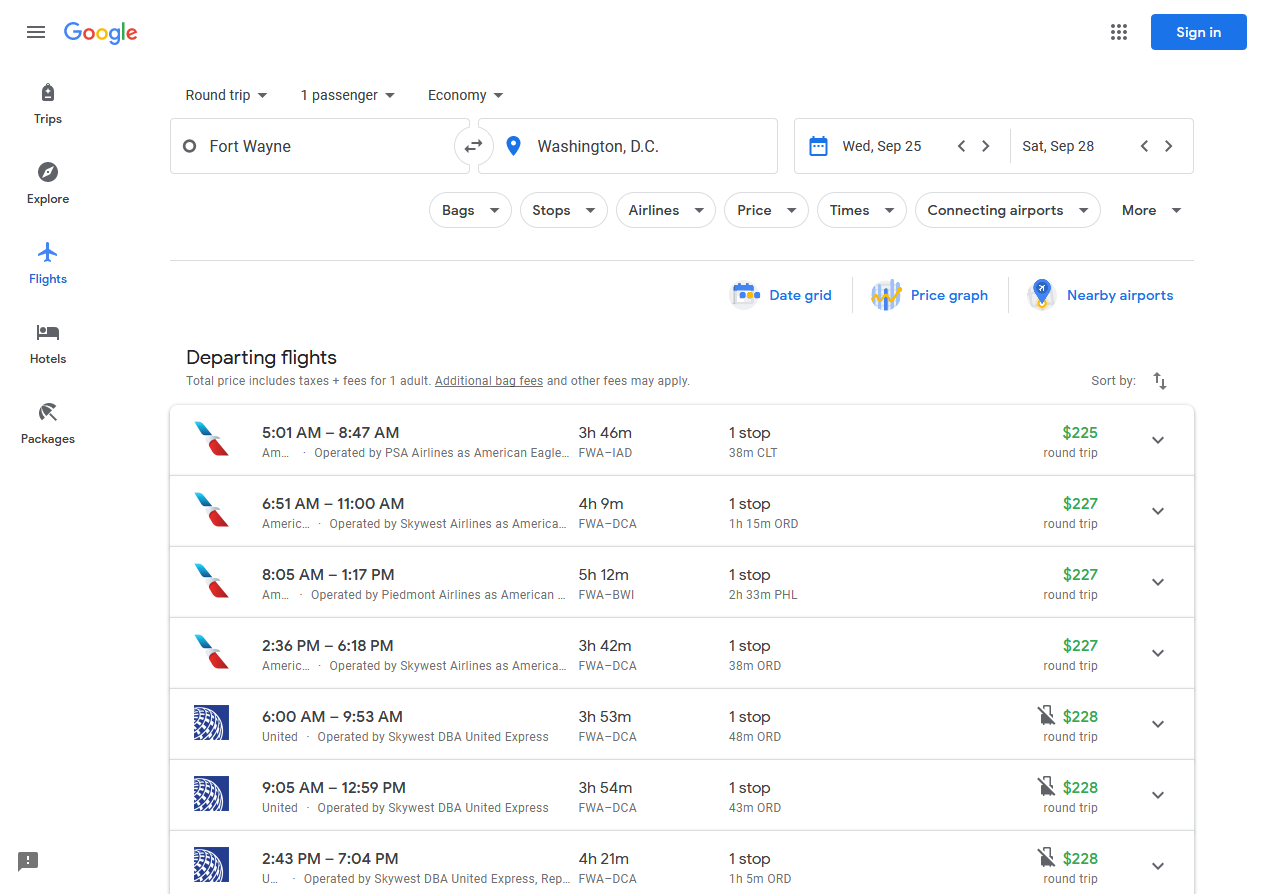 Google
Sign in
Trips
Explore
Flights
Hotels
Packages
Round trip 1 passenger Economy
Fort Wayne Washington, D.C. Wed, Sep 25 Sat, Sep 28
Bags Stops Airlines Price Times Connecting airports More
Date grid Price graph Nearby airports
Departing flights
Total price includes taxes + fees for 1 adult. Additional bag fees and other fees may apply. Sort by:
5:01 AM – 8:47 AM 3h 46m 1 stop $225
Am... · Operated by PSA Airlines as American Eagle... FWA–IAD 38m CLT round trip
6:51 AM – 11:00 AM 4h 9m 1 stop $227
Americ... · Operated by Skywest Airlines as America... FWA–DCA 1h 15m ORD round trip
8:05 AM – 1:17 PM 5h 12m 1 stop $227
Am... · Operated by Piedmont Airlines as American ... FWA–BWI 2h 33m PHL round trip
2:36 PM – 6:18 PM 3h 42m 1 stop $227
Americ... · Operated by Skywest Airlines as America... FWA–DCA 38m ORD round trip
6:00 AM – 9:53 AM 3h 53m 1 stop $228
United · Operated by Skywest DBA United Express FWA–DCA 48m ORD round trip
9:05 AM – 12:59 PM 3h 54m 1 stop $228
United · Operated by Skywest DBA United Express FWA–DCA 43m ORD round trip
2:43 PM – 7:04 PM 4h 21m 1 stop $228
U... · Operated by Skywest DBA United Express, Rep... FWA–DCA 1h 5m ORD round trip